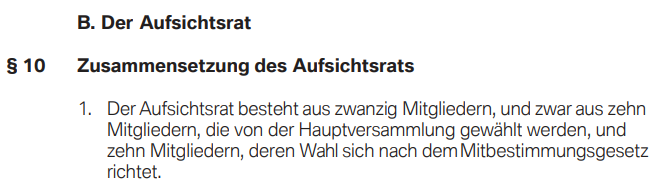 B. Der Aufsichtsrat
§ 10 Zusammensetzung des Aufsichtsrats
1. Der Aufsichtsrat besteht aus zwanzig Mitgliedern, und zwar aus zehn
Mitgliedern, die von der Hauptversammlung gewählt werden, und
zehn Mitgliedern, deren Wahl sich nach dem Mitbestimmungsgesetz
richtet.